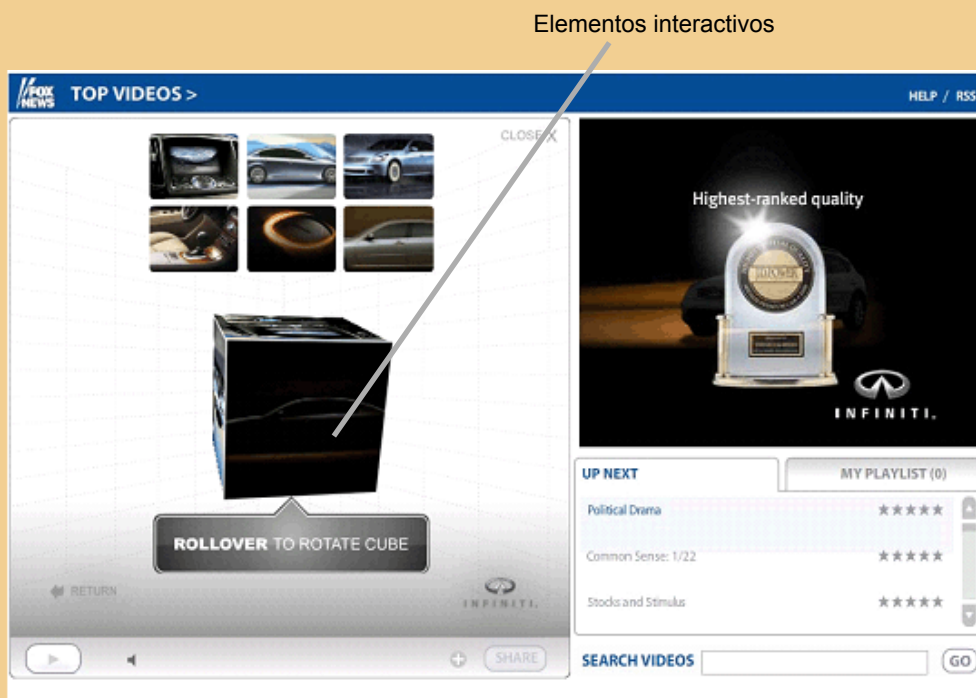 Elementos interactivos
FOX NEWS
TOP VIDEOS >
HELP / RSS
CLOSE X
Highest-ranked quality
INFINITI.
ROLLOVER TO ROTATE CUBE
RETURN
INFINITI.
SHARE
UP NEXT
MY PLAYLIST (0)
Political Drama
Common Sense: 1/22
Stocks and Stimulus
SEARCH VIDEOS
GO